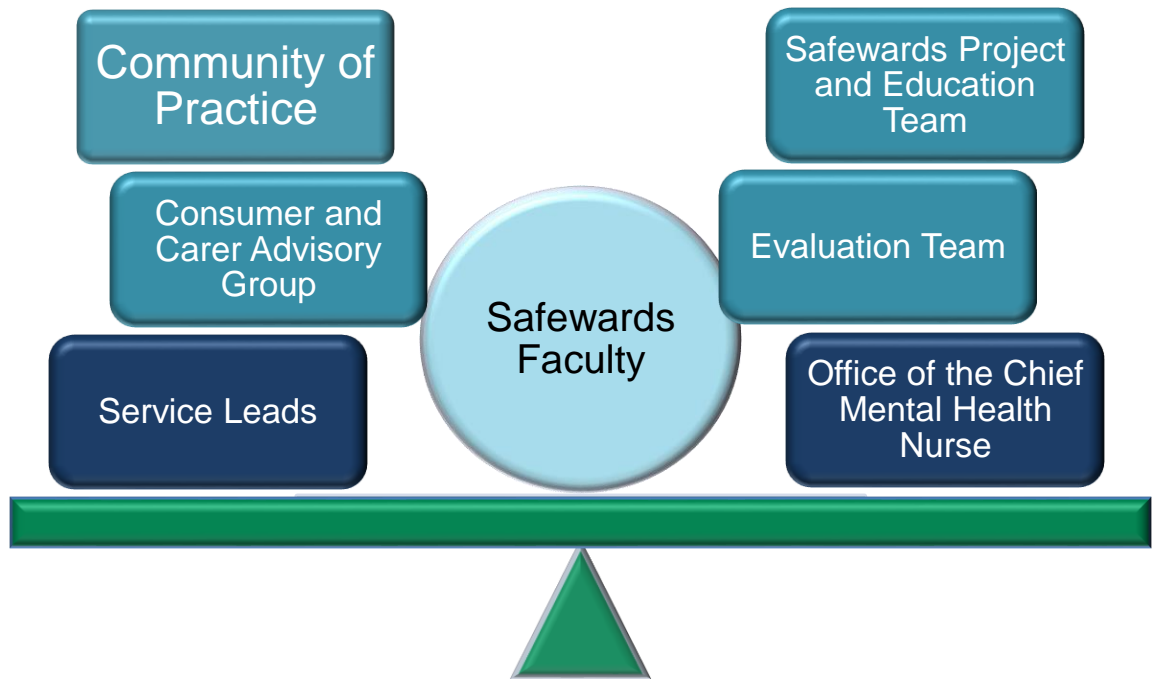 Community of
Practice
Safewards Project
and Education
Team
Consumer and
Carer Advisory
Group
Safewards
Faculty
Evaluation Team
Service Leads
Office of the Chief
Mental Health
Nurse